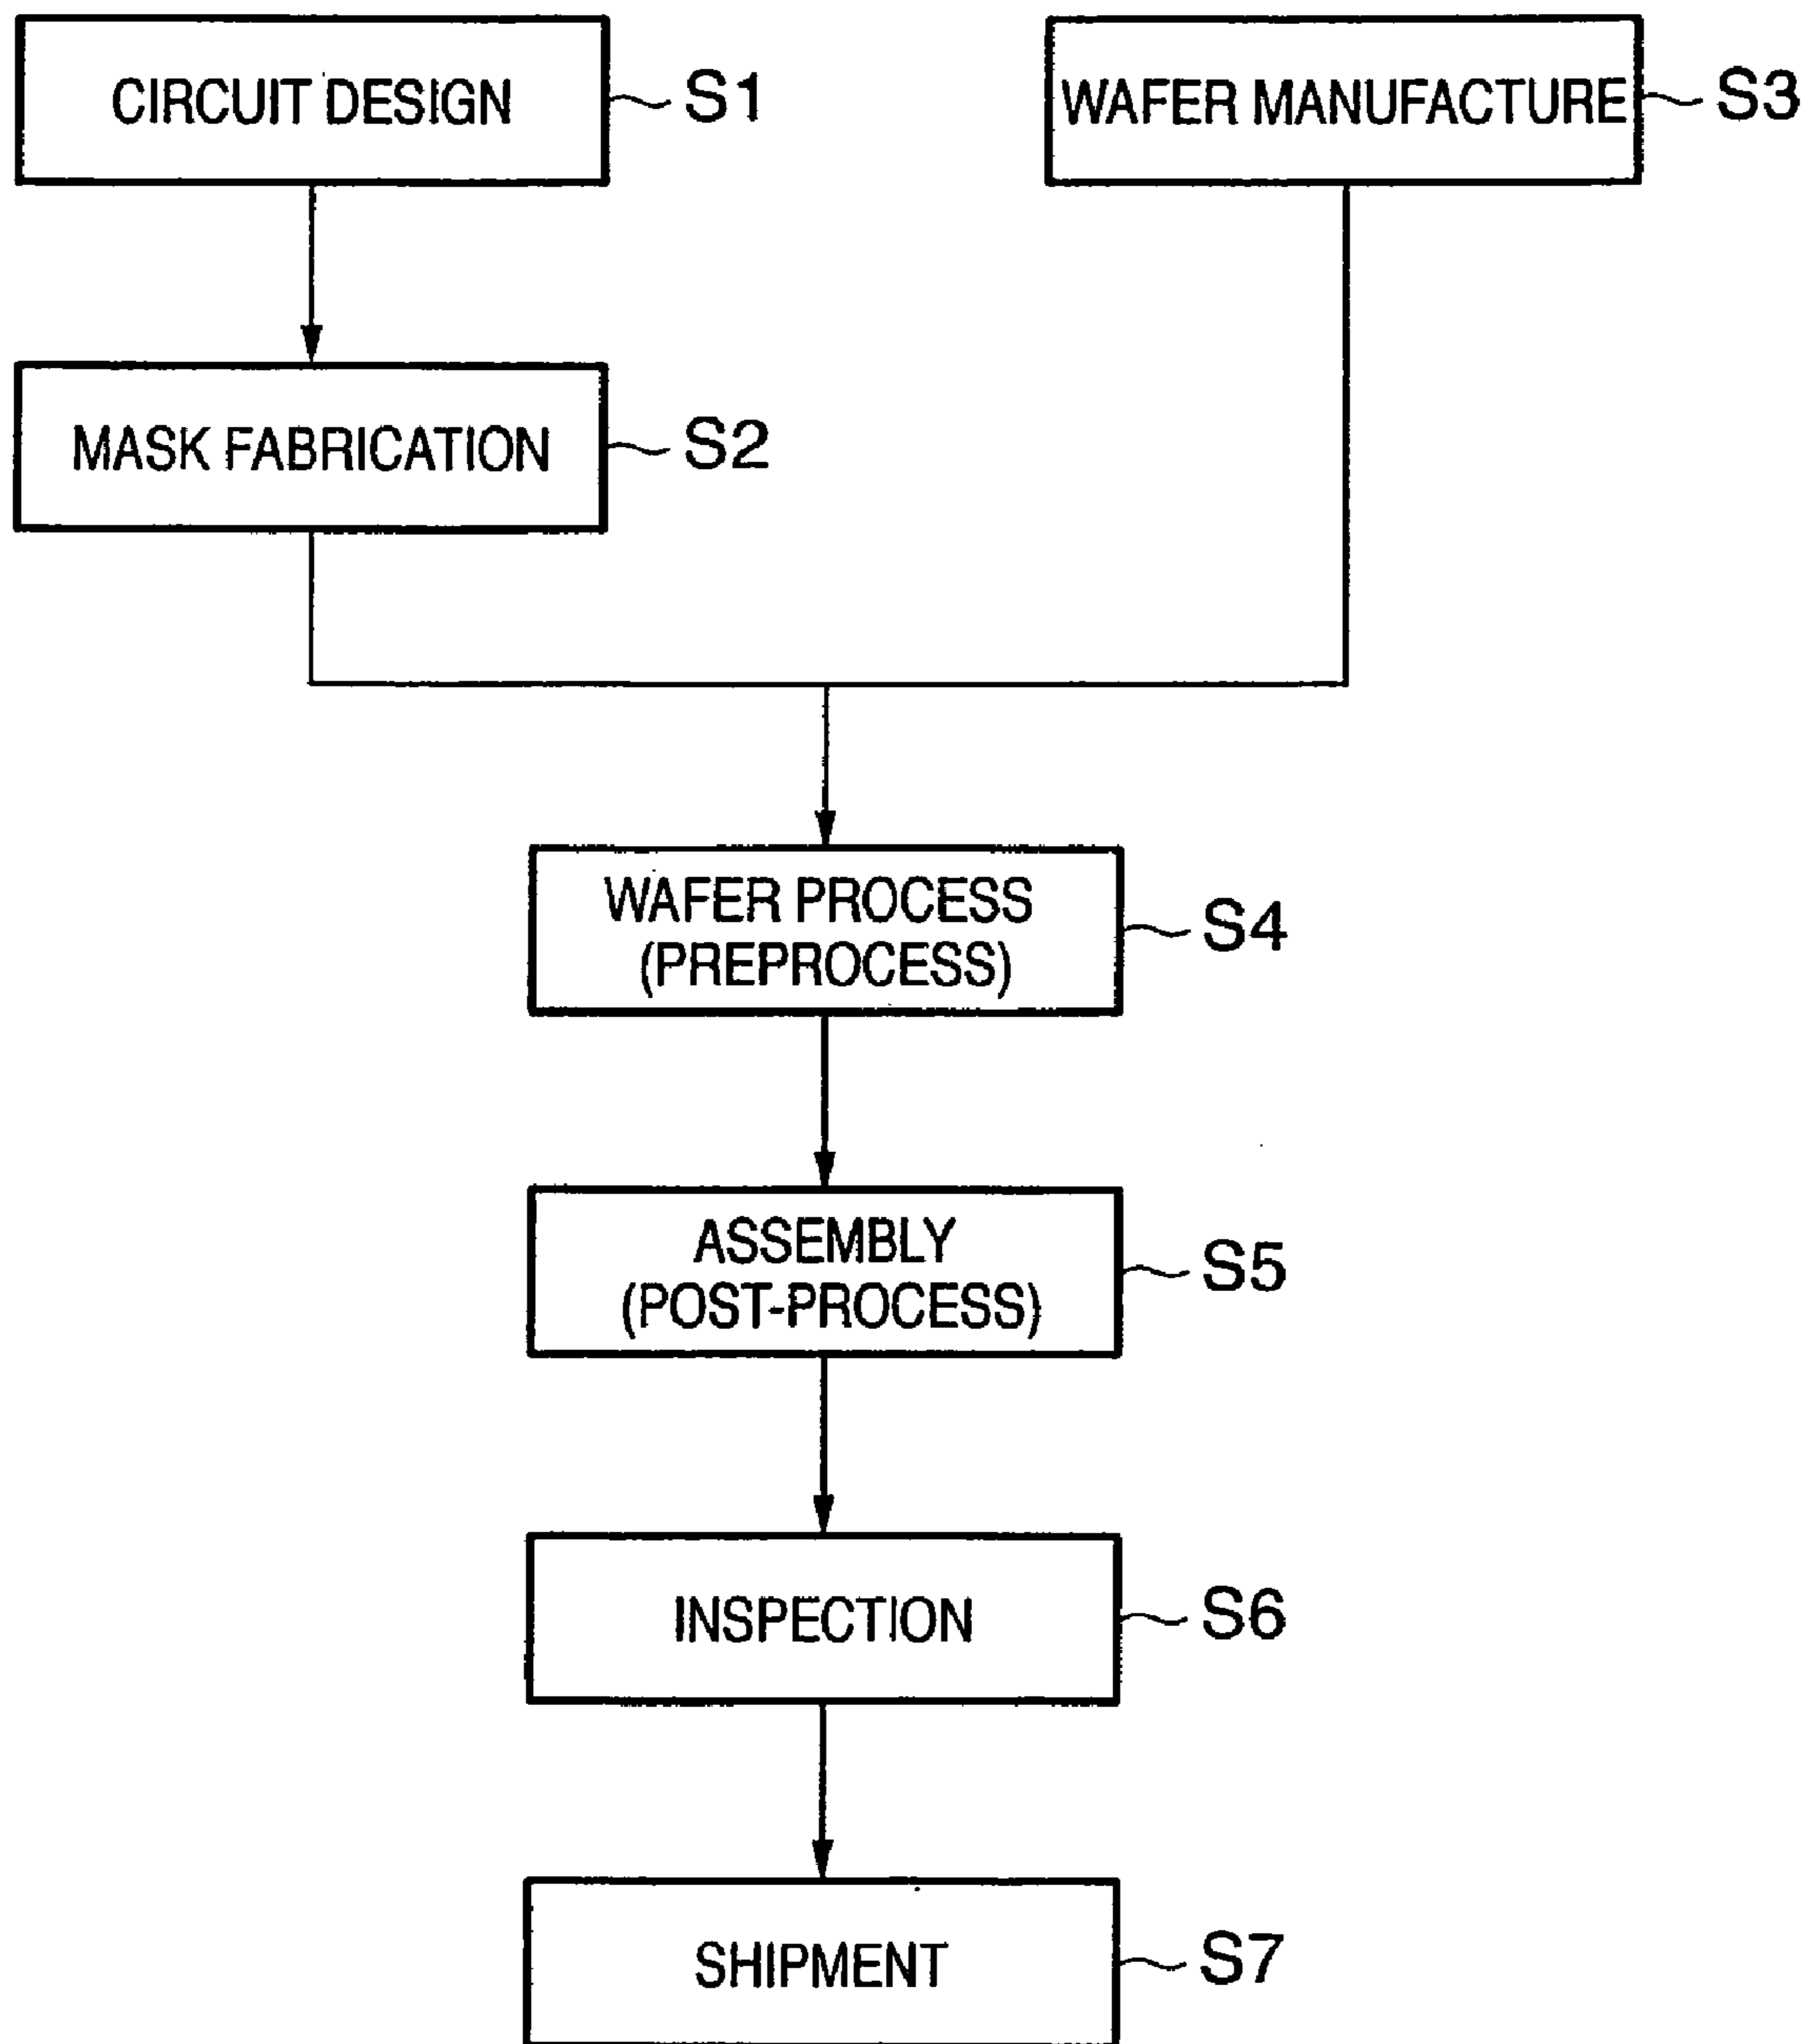 CIRCUIT DESIGN
S1
WAFER MANUFACTURE
S3
MASK FABRICATION
S2
WAFER PROCESS
(PREPROCESS)
S4
ASSEMBLY
(POST-PROCESS)
S5
INSPECTION
S6
SHIPMENT
S7